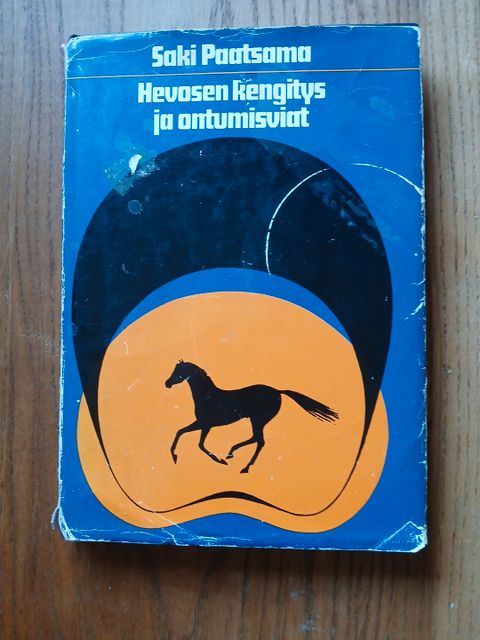 Saki Paatsama
Hevosen kengitys
ja ontumisviat